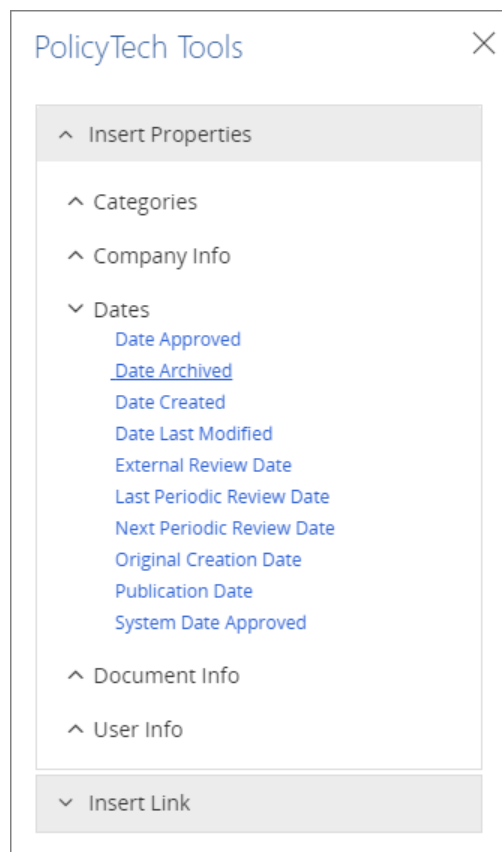 PolicyTech Tools
Insert Properties
Categories
Company Info
Dates
Date Approved
Date Archived
Date Created
Date Last Modified
External Review Date
Last Periodic Review Date
Next Periodic Review Date
Original Creation Date
Publication Date
System Date Approved
Document Info
User Info
Insert Link